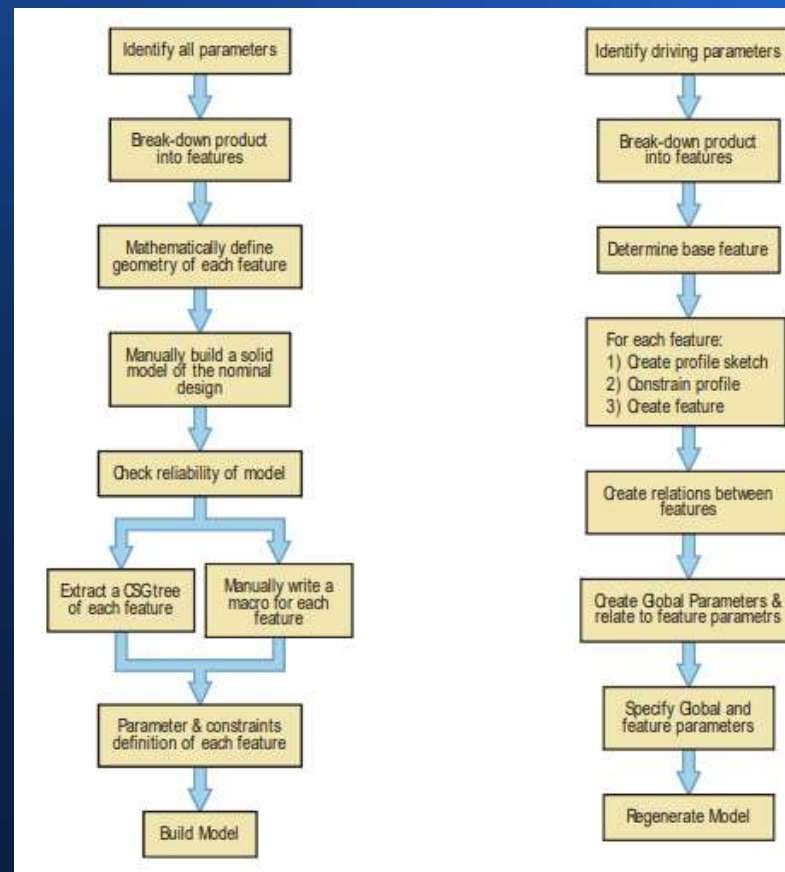 Identify all parameters
Break-down product
into features
Mathematically define
geometry of each feature
Manually build a solid
model of the nominal
design
Check reliability of model
Extract a CSGtree
of each feature
Manually write a
macro for each
feature
Parameter & constraints
definition of each feature
Build Model
Identify driving parameters
Break-down product
into features
Determine base feature
For each feature:
1) Create profile sketch
2) Constrain profile
3) Create feature
Create relations between
features
Create Global Parameters &
relate to feature parametrs
Specify Global and
feature parameters
Regenerate Model